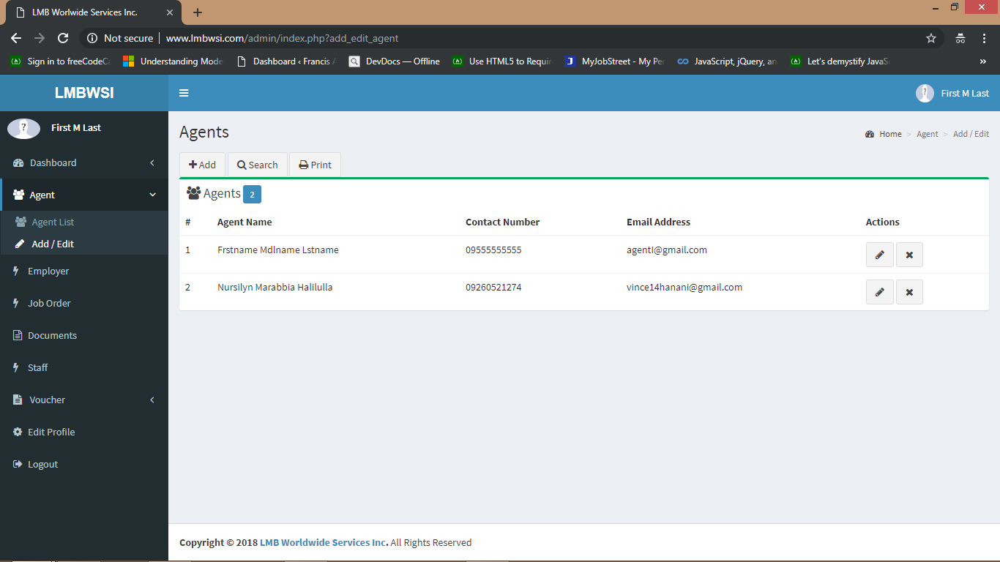 LMB Worlwide Services Inc.
Not secure www.lmbwsi.com/admin/index.php?add_edit_agent
Sign in to freeCodeCa Understanding Mode Dashboard ‹ Francis A DevDocs — Offline Use HTML5 to Requir MyJobStreet - My Per JavaScript, jQuery, an Let's demystify JavaS »
LMBWSI
First M Last
First M Last
Dashboard
Agent
Agent List
Add / Edit
Employer
Job Order
Documents
Staff
Voucher
Edit Profile
Logout
Agents
Home > Agent > Add / Edit
Add Search Print
Agents 2
# Agent Name Contact Number Email Address Actions
1 Frstname Mdlname Lstname 09555555555 agentI@gmail.com
2 Nursilyn Marabbia Halilulla 09260521274 vince14hanani@gmail.com
Copyright © 2018 LMB Worldwide Services Inc. All Rights Reserved